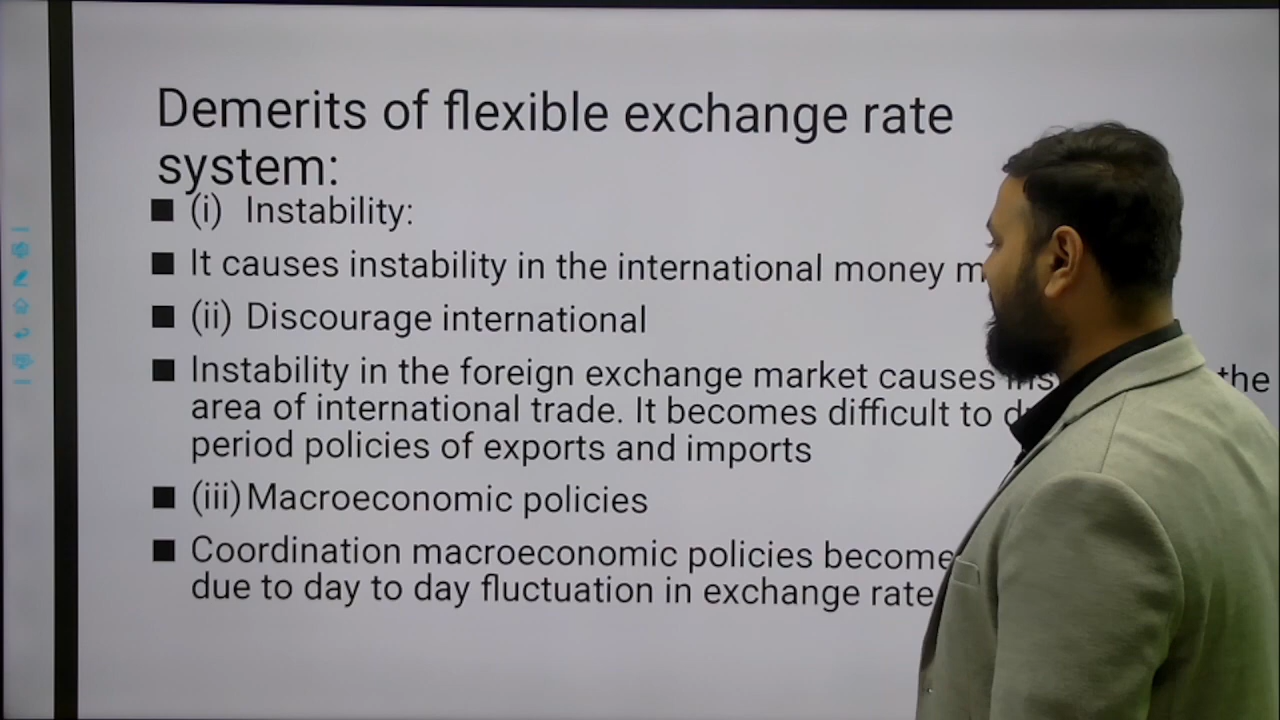 Demerits of flexible exchange rate
system:
(i) Instability:
It causes instability in the international money
(ii) Discourage international
Instability in the foreign exchange market causes the
area of international trade. It becomes difficult to
period policies of exports and imports
(iii) Macroeconomic policies
Coordination macroeconomic policies become
due to day to day fluctuation in exchange rate